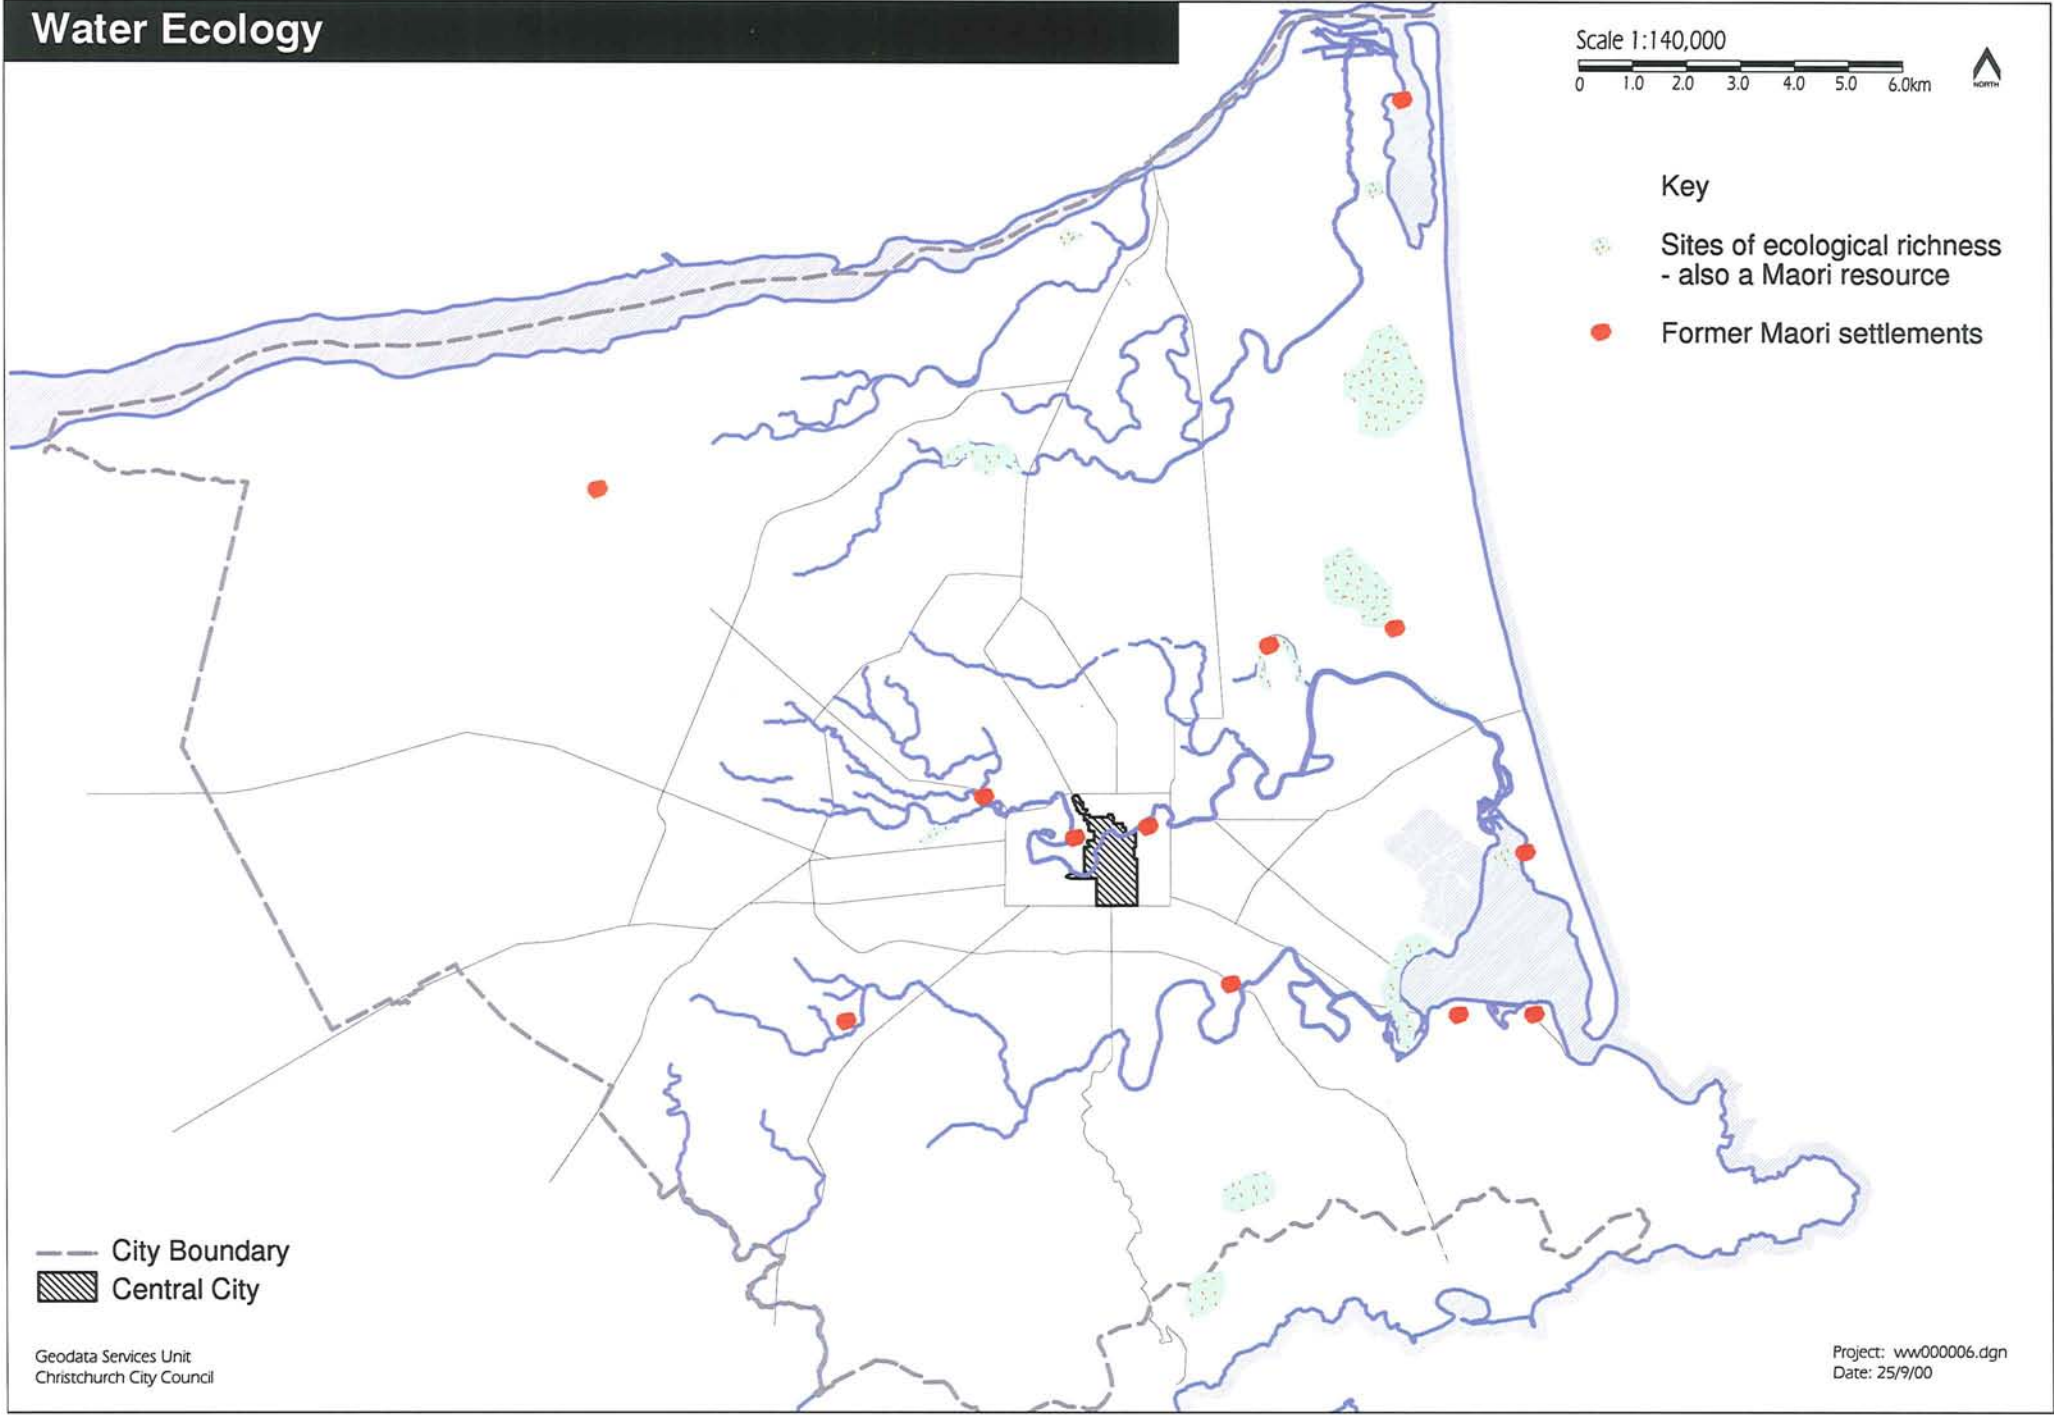 Water Ecology
Scale 1:140,000
0 1.0 2.0 3.0 4.0 5.0 6.0km
NORTH
Key
Sites of ecological richness
- also a Maori resource
Former Maori settlements
City Boundary
Central City
Geodata Services Unit
Christchurch City Council
Project: ww000006.dgn
Date: 25/9/00